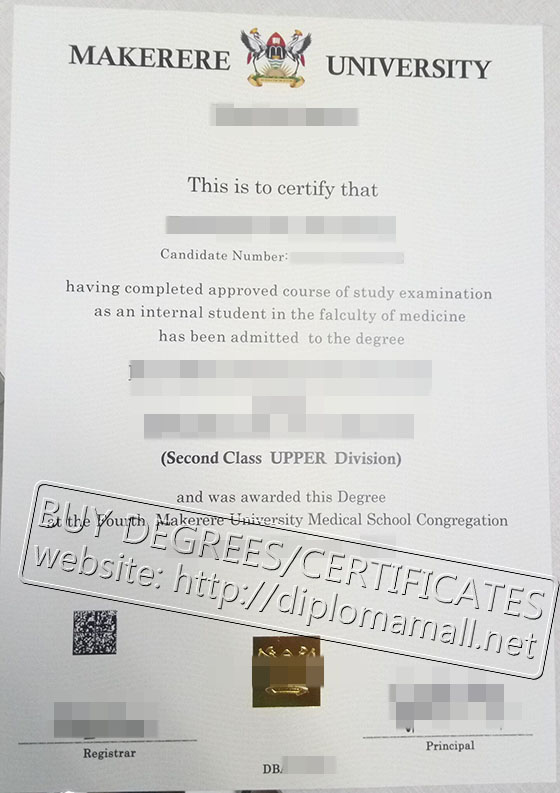 MAKERERE UNIVERSITY
This is to certify that
Candidate Number:
having completed approved course of study examination
as an internal student in the falculty of medicine
has been admitted to the degree
(Second Class UPPER Division)
and was awarded this Degree
at the Fourth Makerere University Medical School Congregation
BUY DEGREES/CERTIFICATES
website: http://diplomamall.net
Registrar
Principal
DB